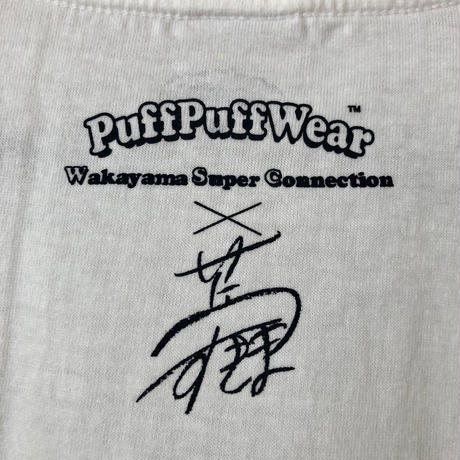 PuffPuffWear™
Wakayama Super Connection
×